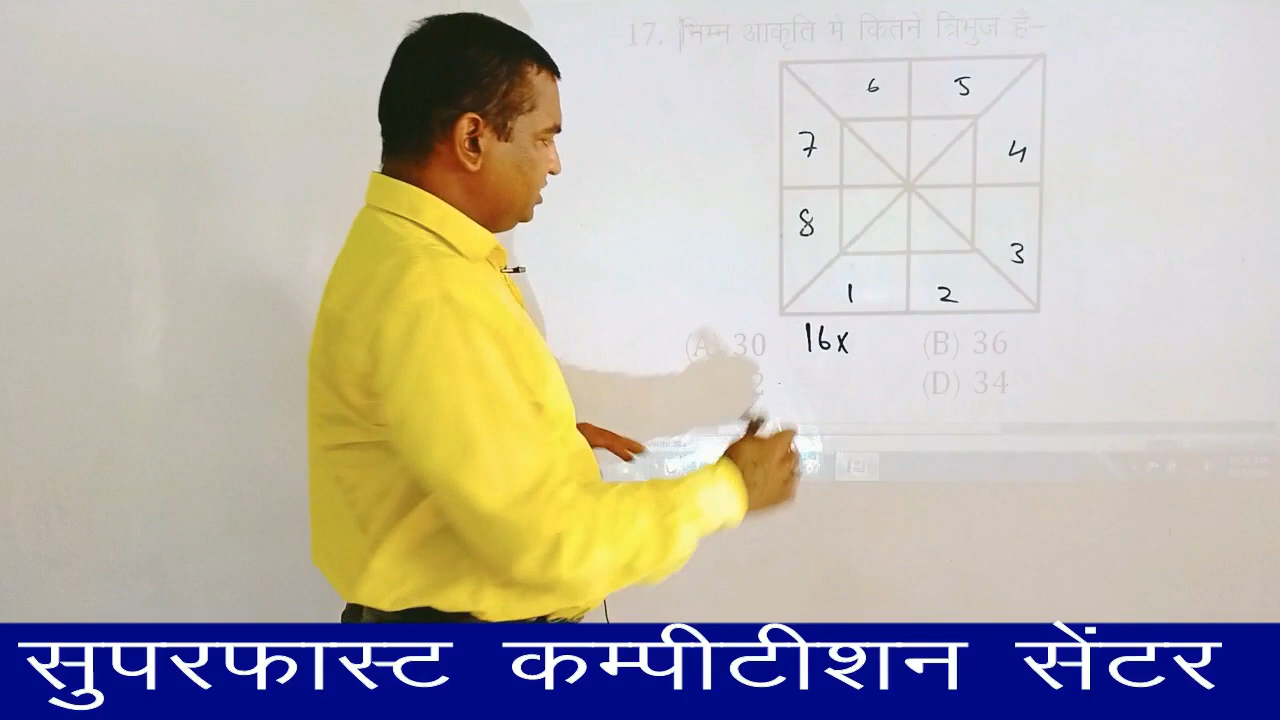 17. निम्न आकृति मे कितने त्रिभुज हैं–
6 5
7 4
8 3
1 2
(A) 30 16x (B) 36
2 (D) 34
सुपरफास्ट कम्पीटीशन सेंटर